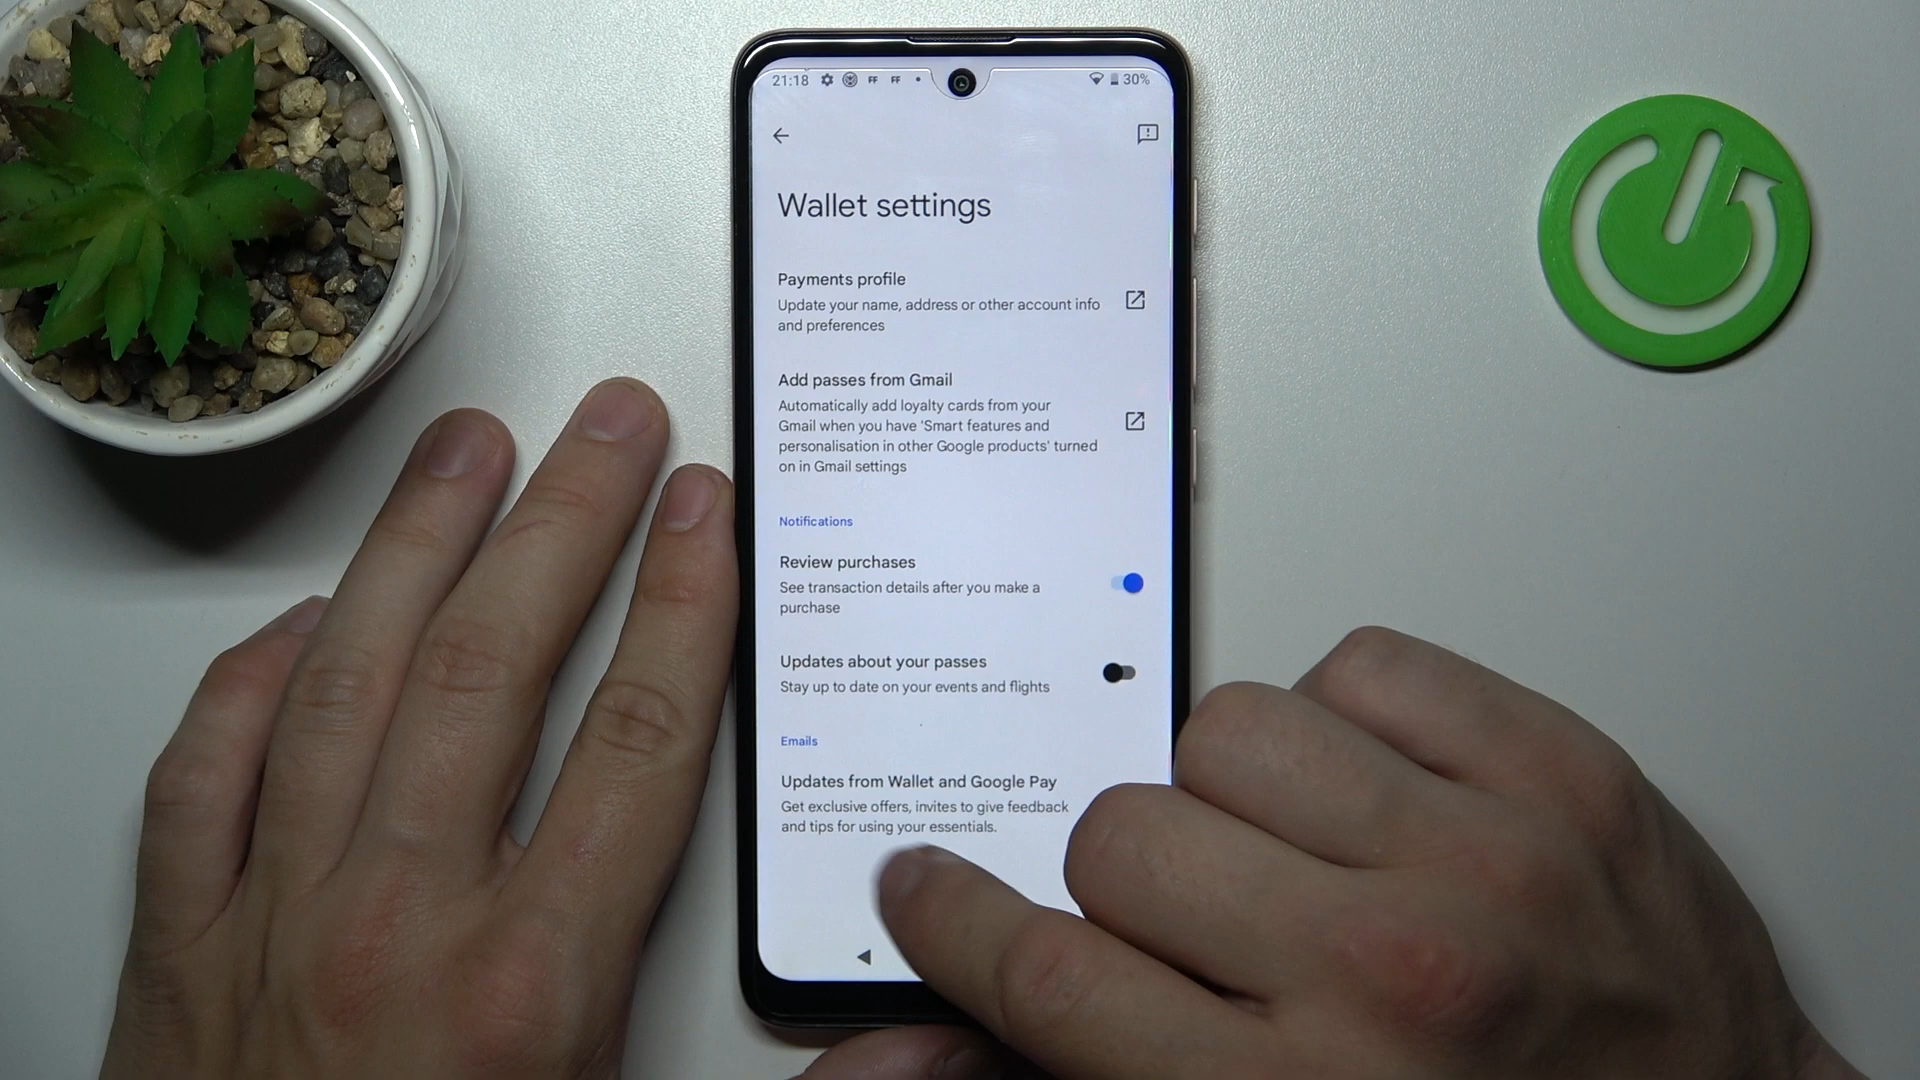 21:18 FF FF 30%
Wallet settings
Payments profile
Update your name, address or other account info
and preferences
Add passes from Gmail
Automatically add loyalty cards from your
Gmail when you have 'Smart features and
personalisation in other Google products' turned
on in Gmail settings
Notifications
Review purchases
See transaction details after you make a
purchase
Updates about your passes
Stay up to date on your events and flights
Emails
Updates from Wallet and Google Pay
Get exclusive offers, invites to give feedback
and tips for using your essentials.